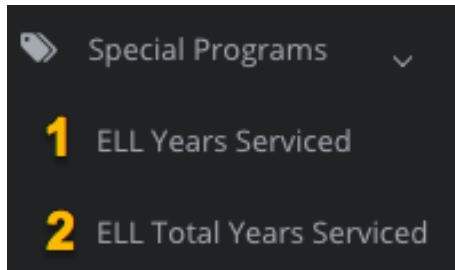 Special Programs
1 ELL Years Serviced
2 ELL Total Years Serviced